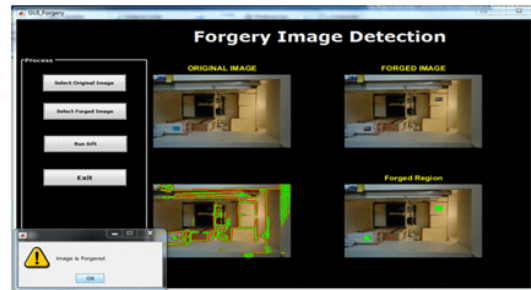 GUI_Forgery
Forgery Image Detection
Process
ORIGINAL IMAGE
FORGED IMAGE
Select Original Image
Select Forged Image
Run Sift
Exit
Forged Region
Image is Forgered
OK